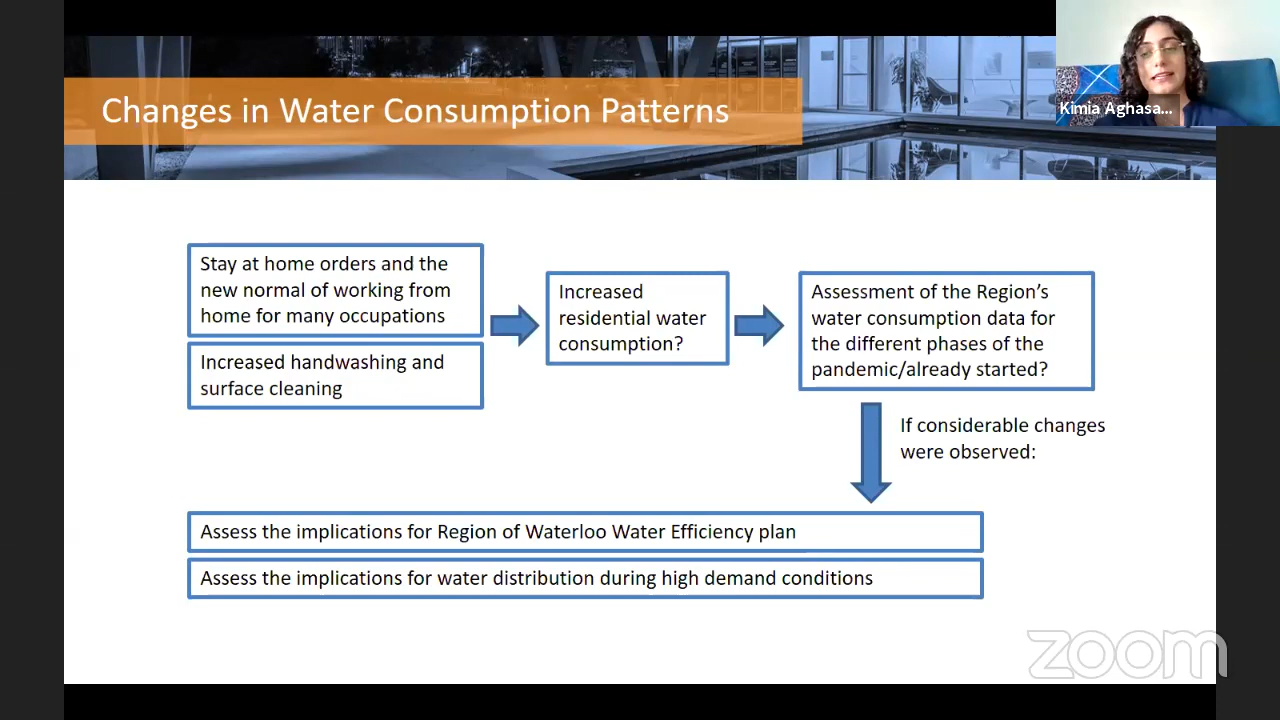 Changes in Water Consumption Patterns
Kimia Aghasa...
Stay at home orders and the
new normal of working from
home for many occupations
Increased handwashing and
surface cleaning
Increased
residential water
consumption?
Assessment of the Region's
water consumption data for
the different phases of the
pandemic/already started?
If considerable changes
were observed:
Assess the implications for Region of Waterloo Water Efficiency plan
Assess the implications for water distribution during high demand conditions
zoom